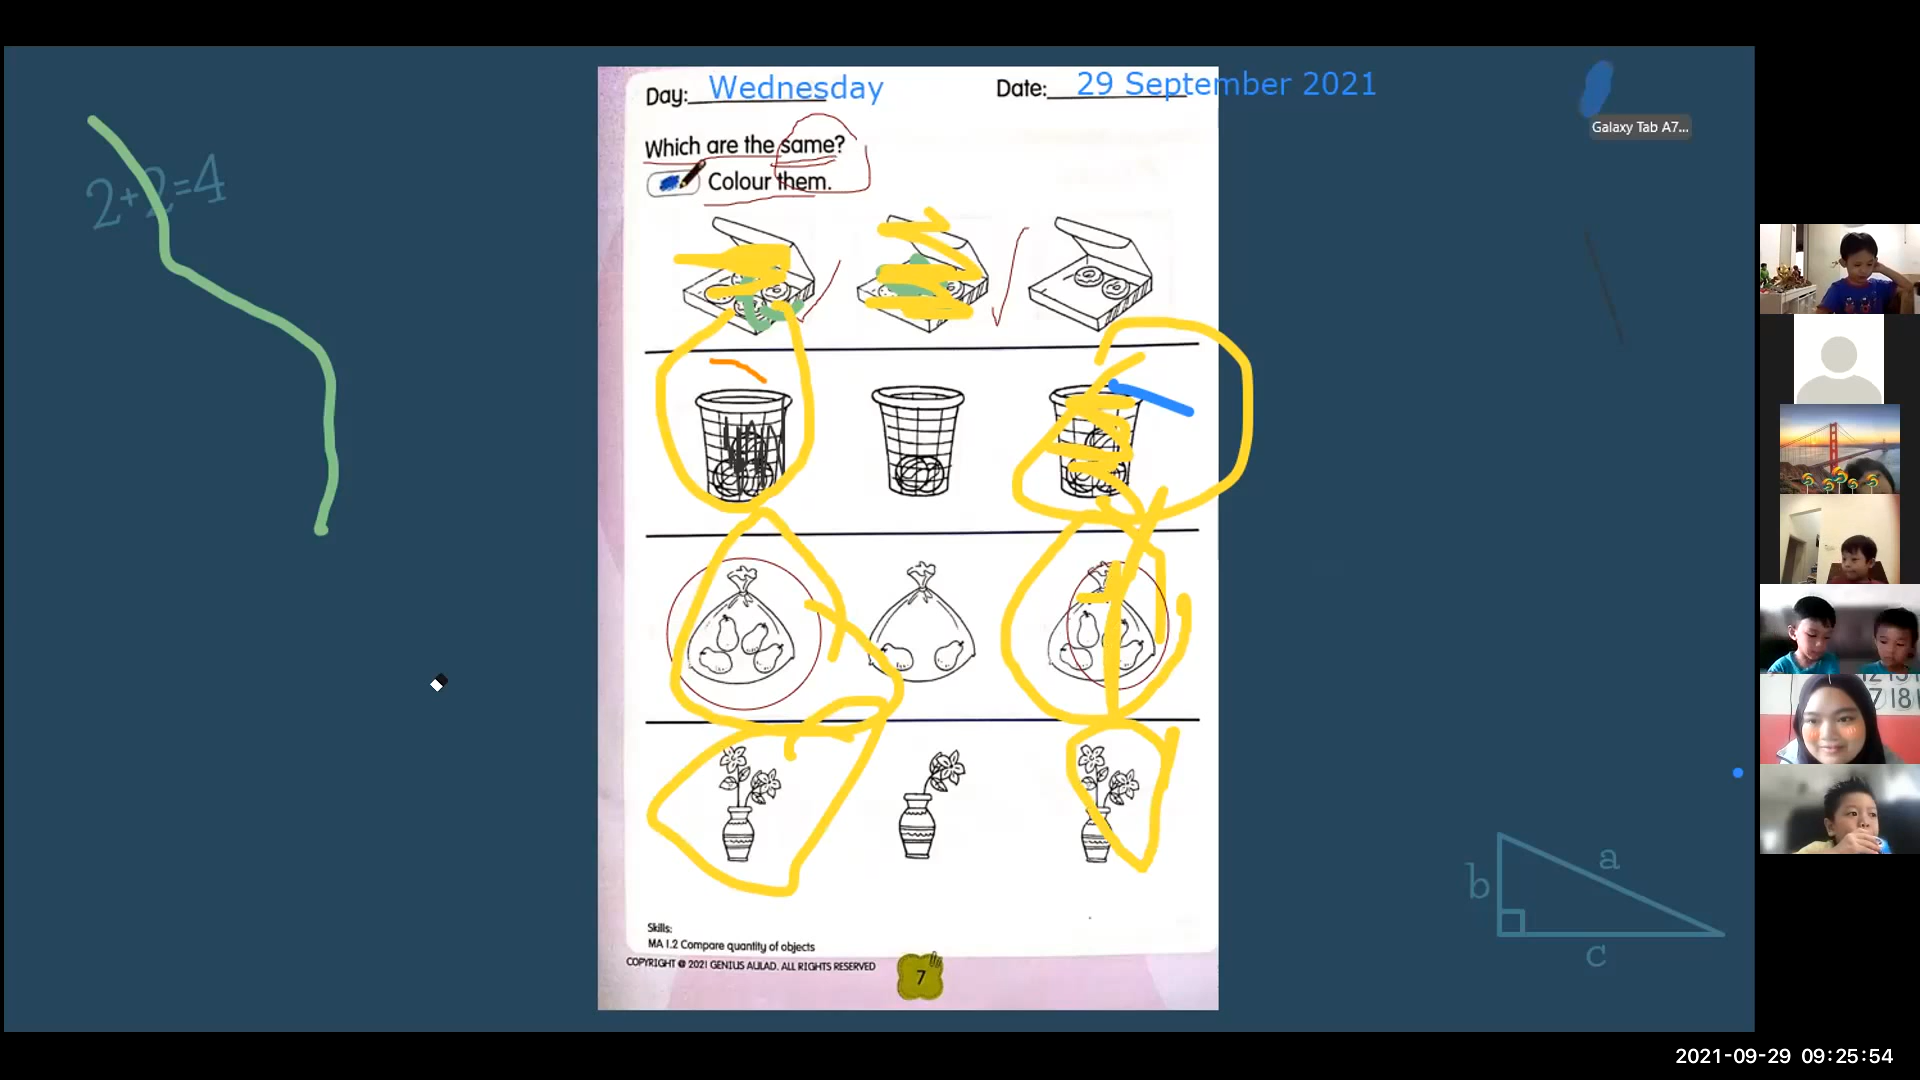 Day: Wednesday
Date: 29 September 2021
Which are the same?
Colour them.
Galaxy Tab A7...
2+2=4
Skills:
MA 1.2 Compare quantity of objects
COPYRIGHT @ 2021 GENIUS AULAD. ALL RIGHTS RESERVED
7
a
b
c
2021-09-29 09:25:54